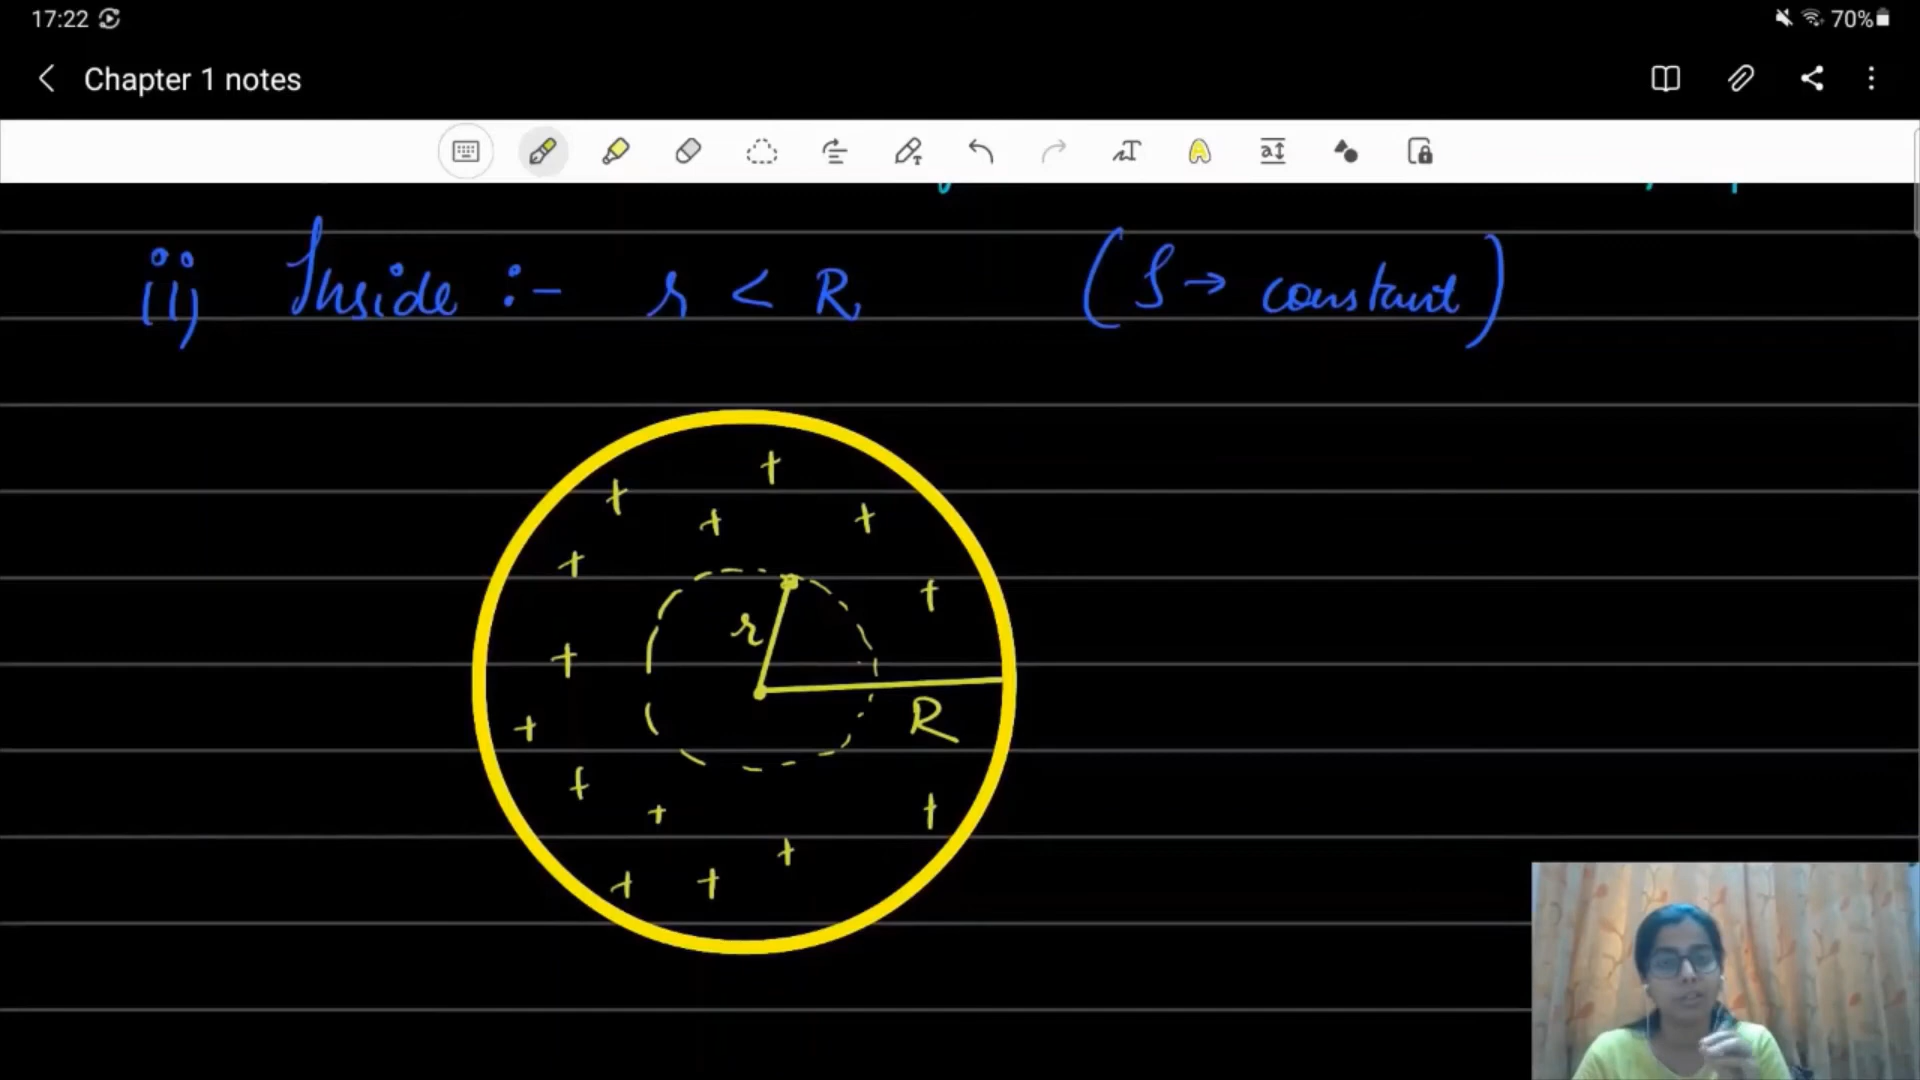 17:22 70%
Chapter 1 notes
(ii) Inside :- r < R (ρ → constant)
r
R